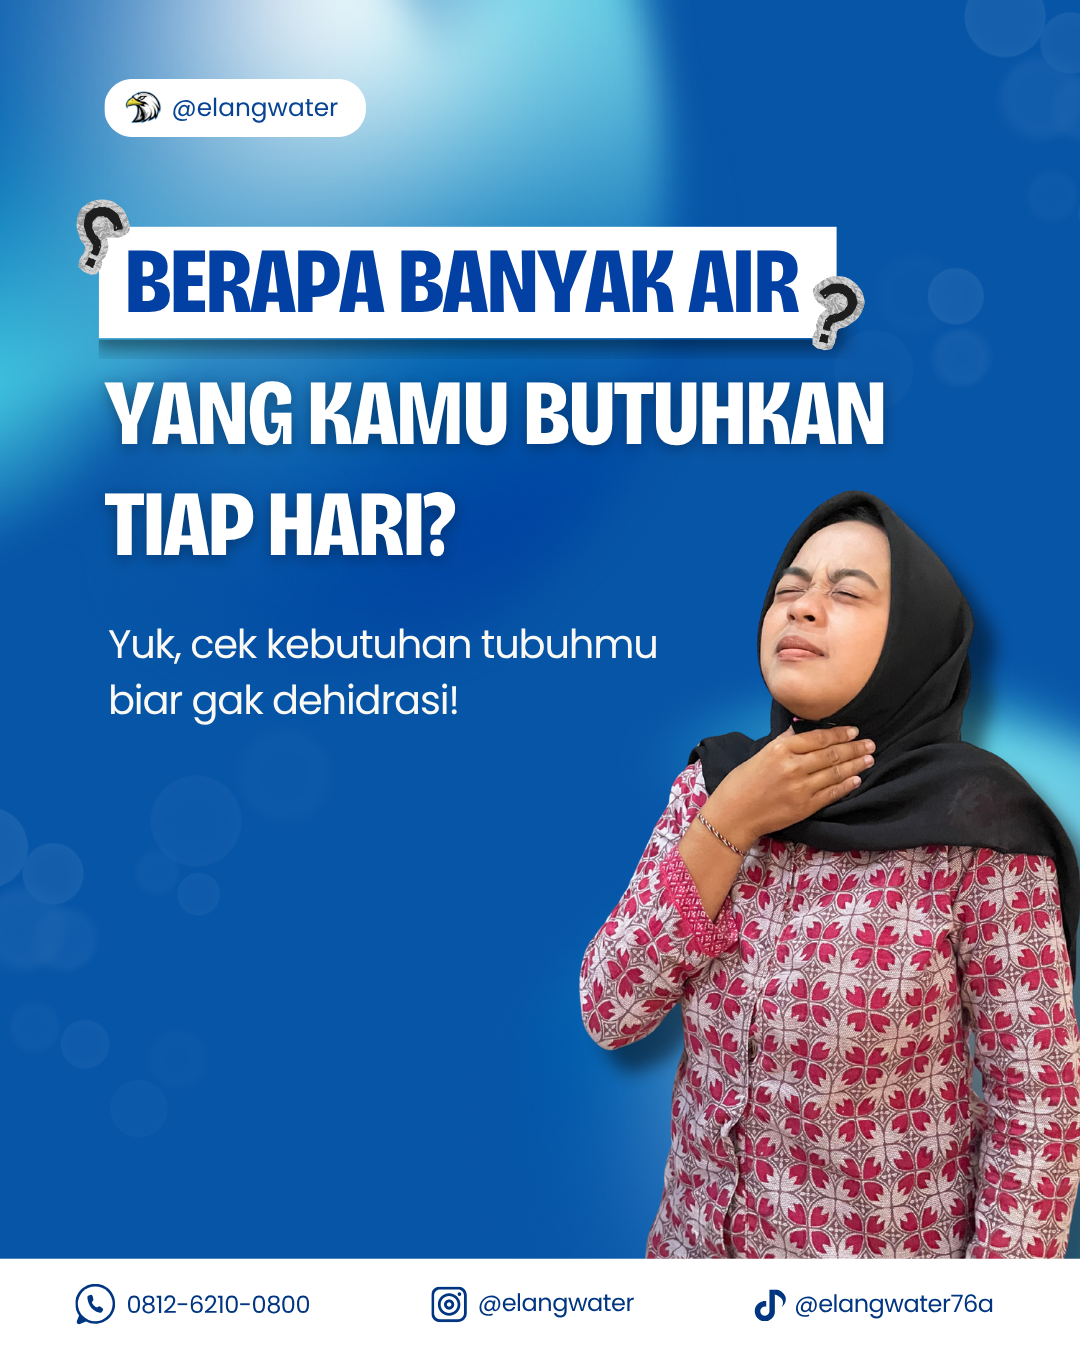 @elangwater
?
BERAPA BANYAK AIR
?
YANG KAMU BUTUHKAN
TIAP HARI?
Yuk, cek kebutuhan tubuhmu
biar gak dehidrasi!
0812-6210-0800
@elangwater
@elangwater76a